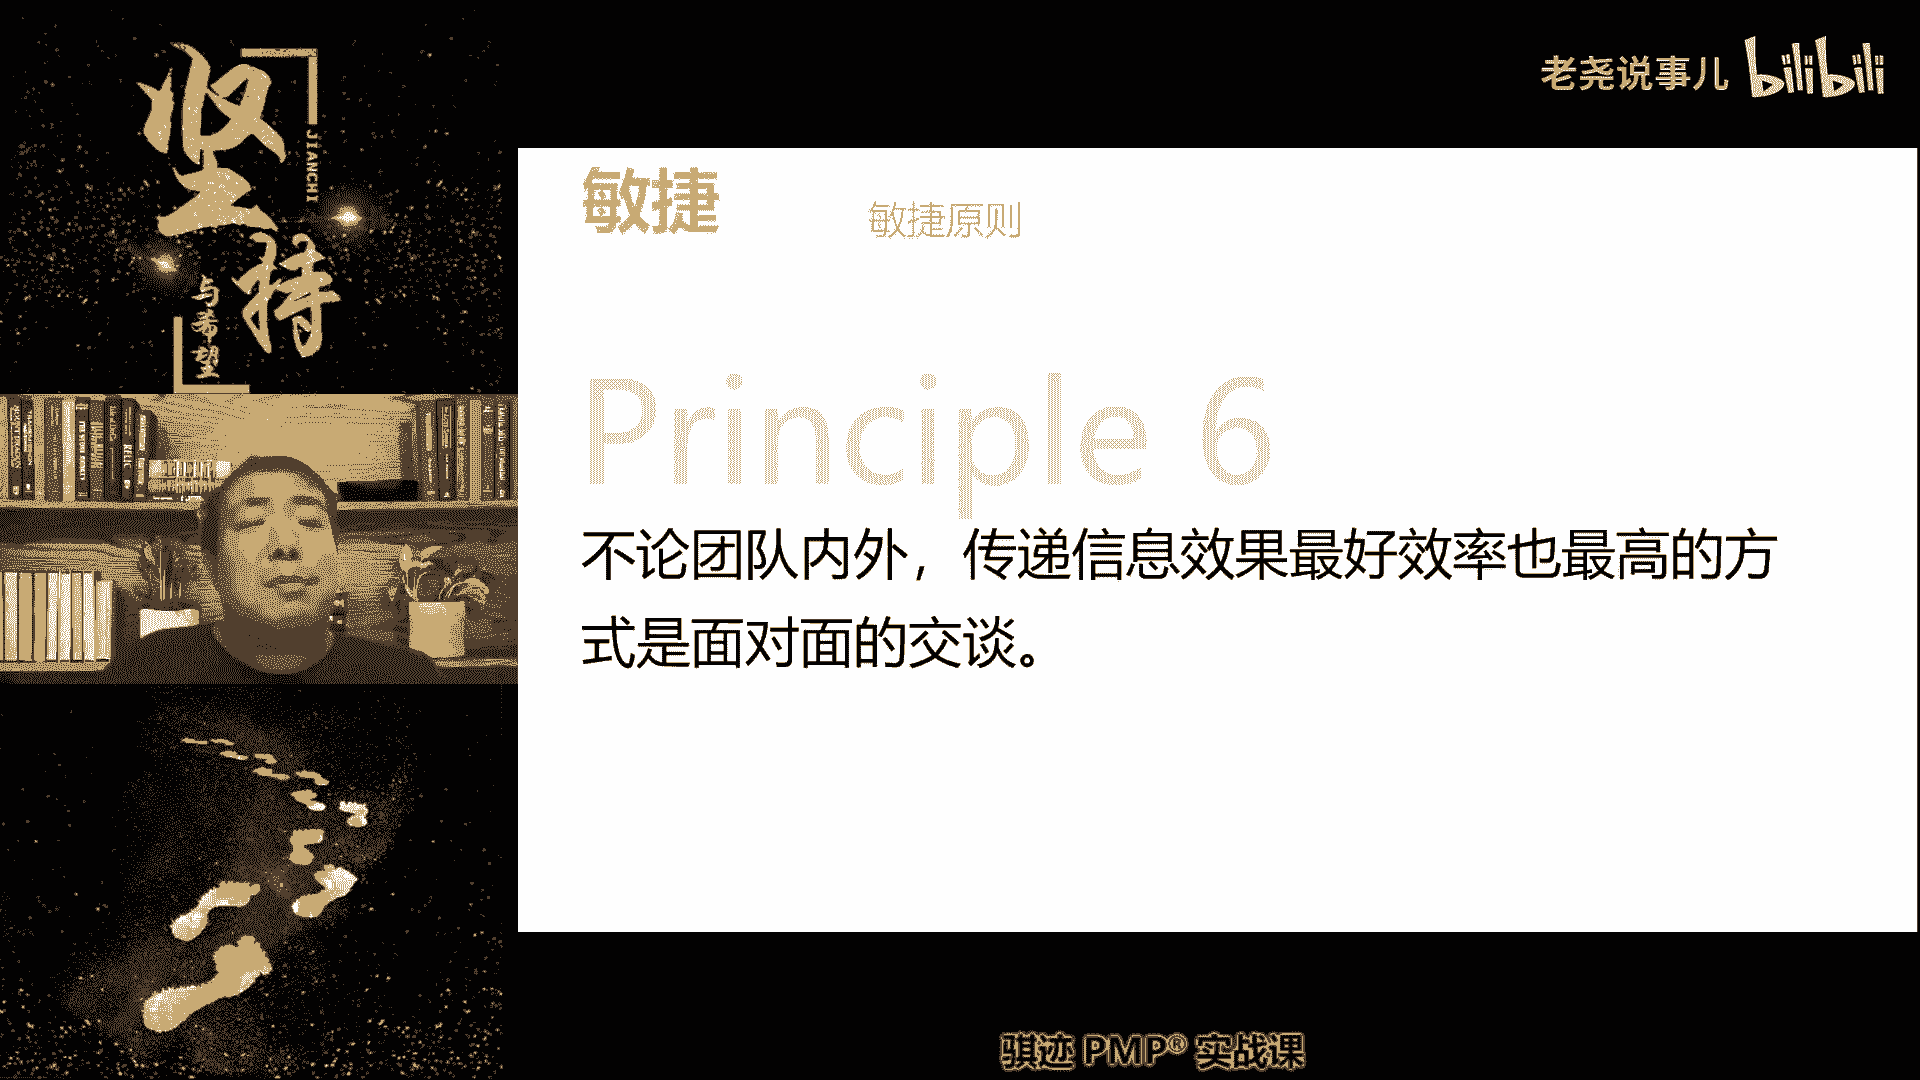 坚持
JIANCHI
与希望
老尧说事儿 bilibili
敏捷
敏捷原则
Principle 6
不论团队内外，传递信息效果最好效率也最高的方
式是面对面的交谈。
骐迹 PMP® 实战课